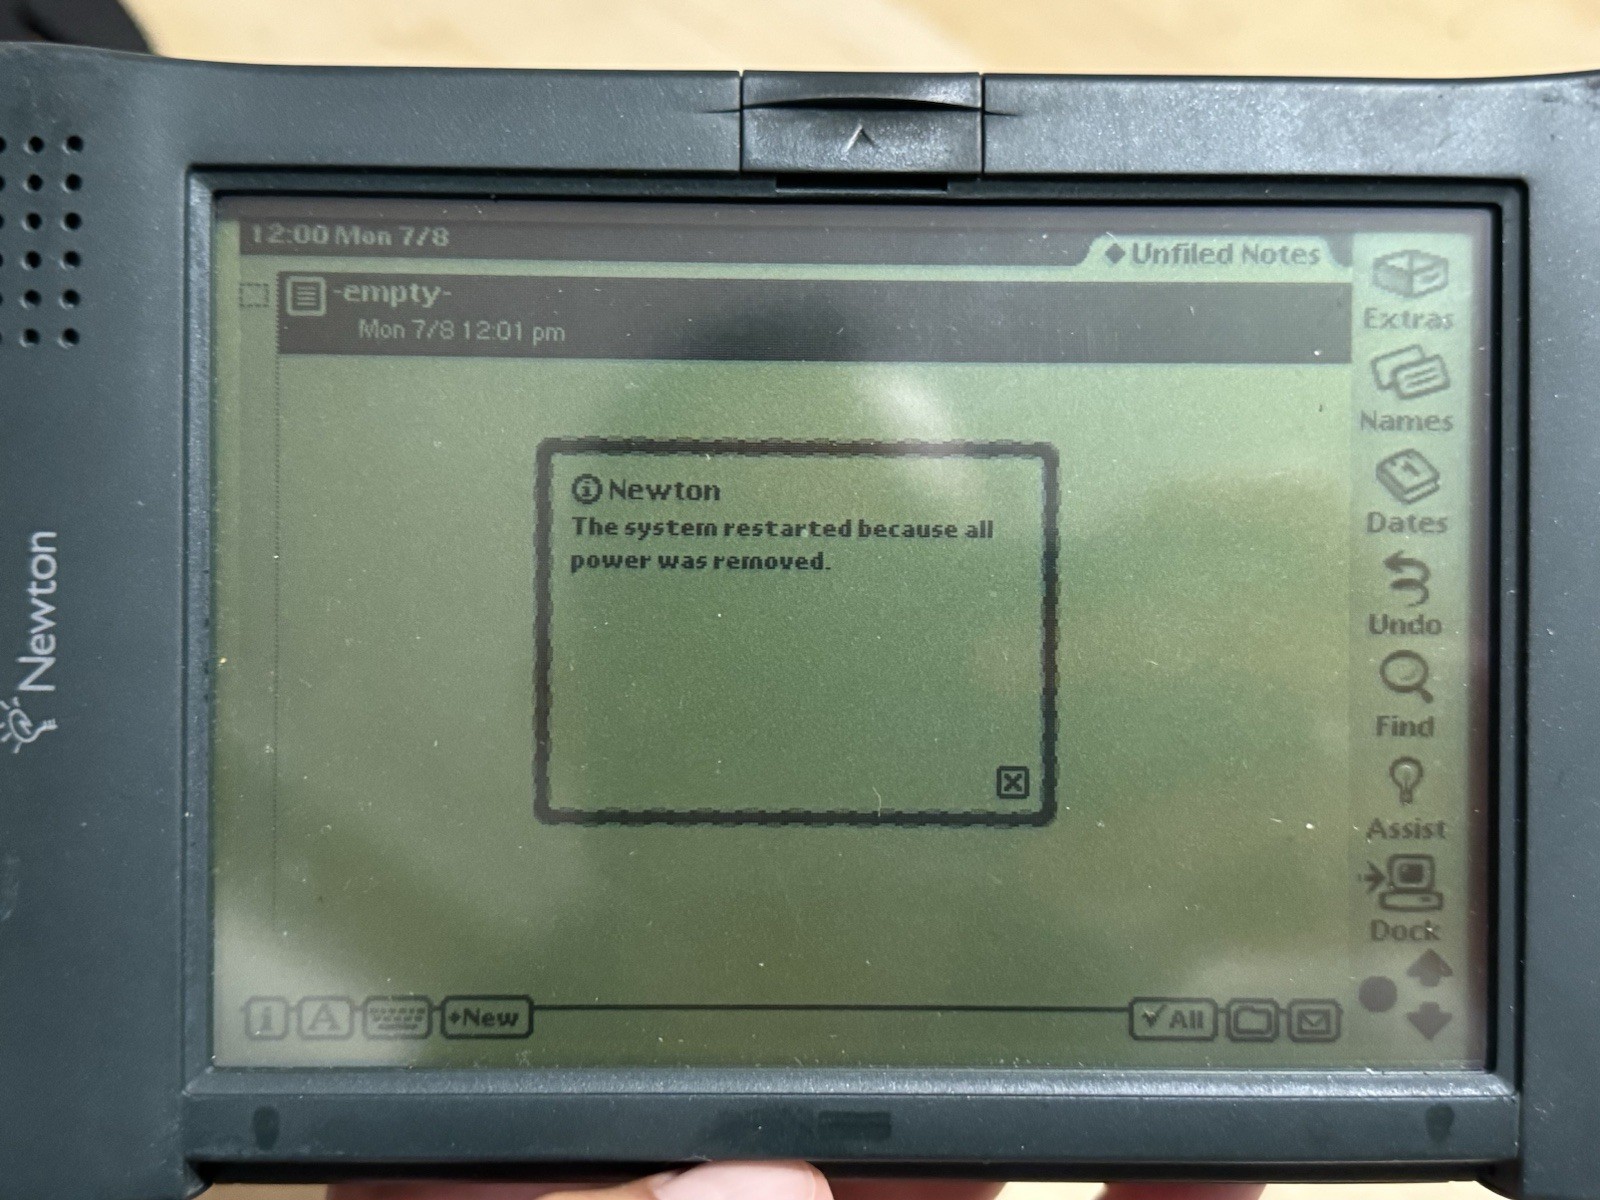 12:00 Mon 7/8
◆Unfiled Notes
-empty-
Mon 7/8 12:01 pm
Newton
The system restarted because all
power was removed.
Extras
Names
Dates
Undo
Find
Assist
Dock
i
A
•New
✓All
Newton